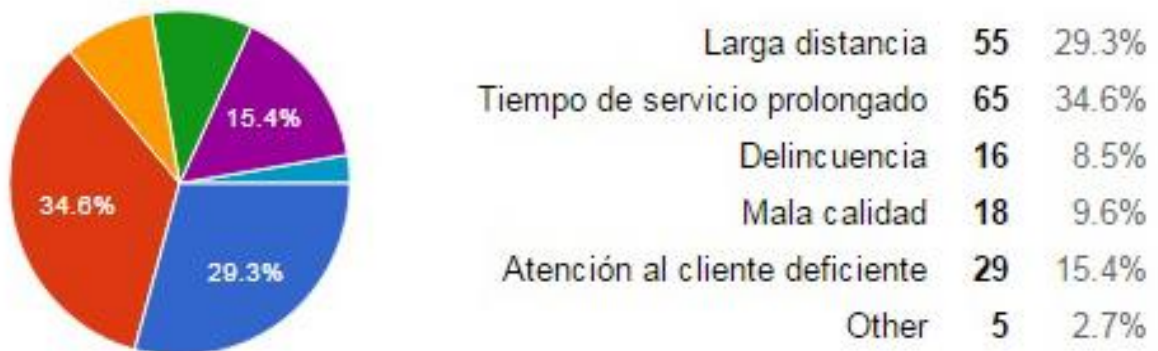 15.4%
34.6%
29.3%
Larga distancia 55 29.3%
Tiempo de servicio prolongado 65 34.6%
Delincuencia 16 8.5%
Mala calidad 18 9.6%
Atención al cliente deficiente 29 15.4%
Other 5 2.7%